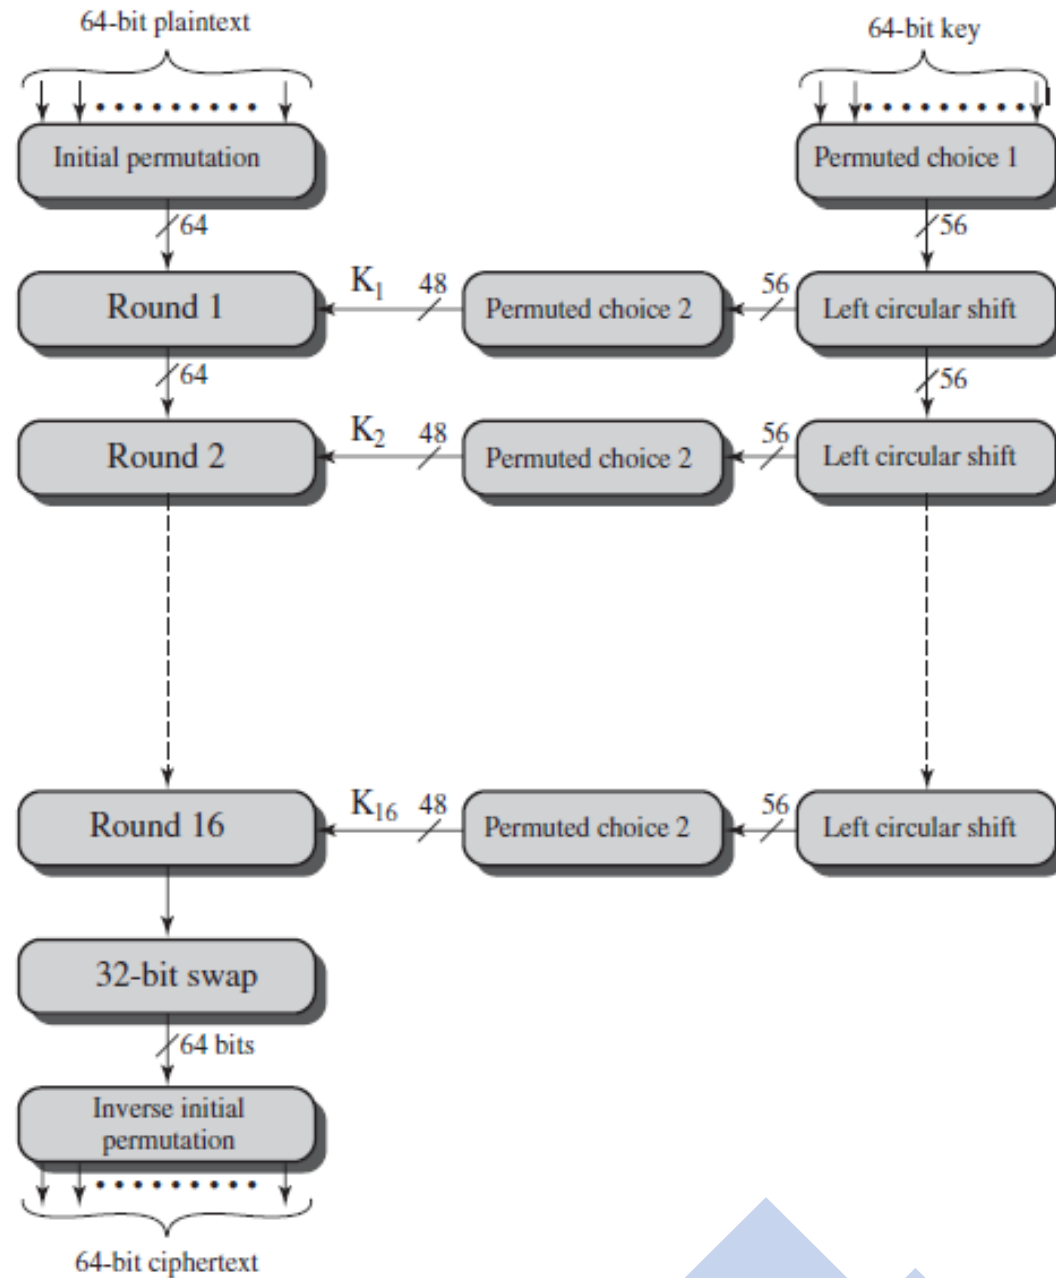 64-bit plaintext
64-bit key
Initial permutation
Permuted choice 1
64
56
Round 1
K1
48
Permuted choice 2
56
Left circular shift
64
56
Round 2
K2
48
Permuted choice 2
56
Left circular shift
Round 16
K16
48
Permuted choice 2
56
Left circular shift
32-bit swap
64 bits
Inverse initial
permutation
64-bit ciphertext